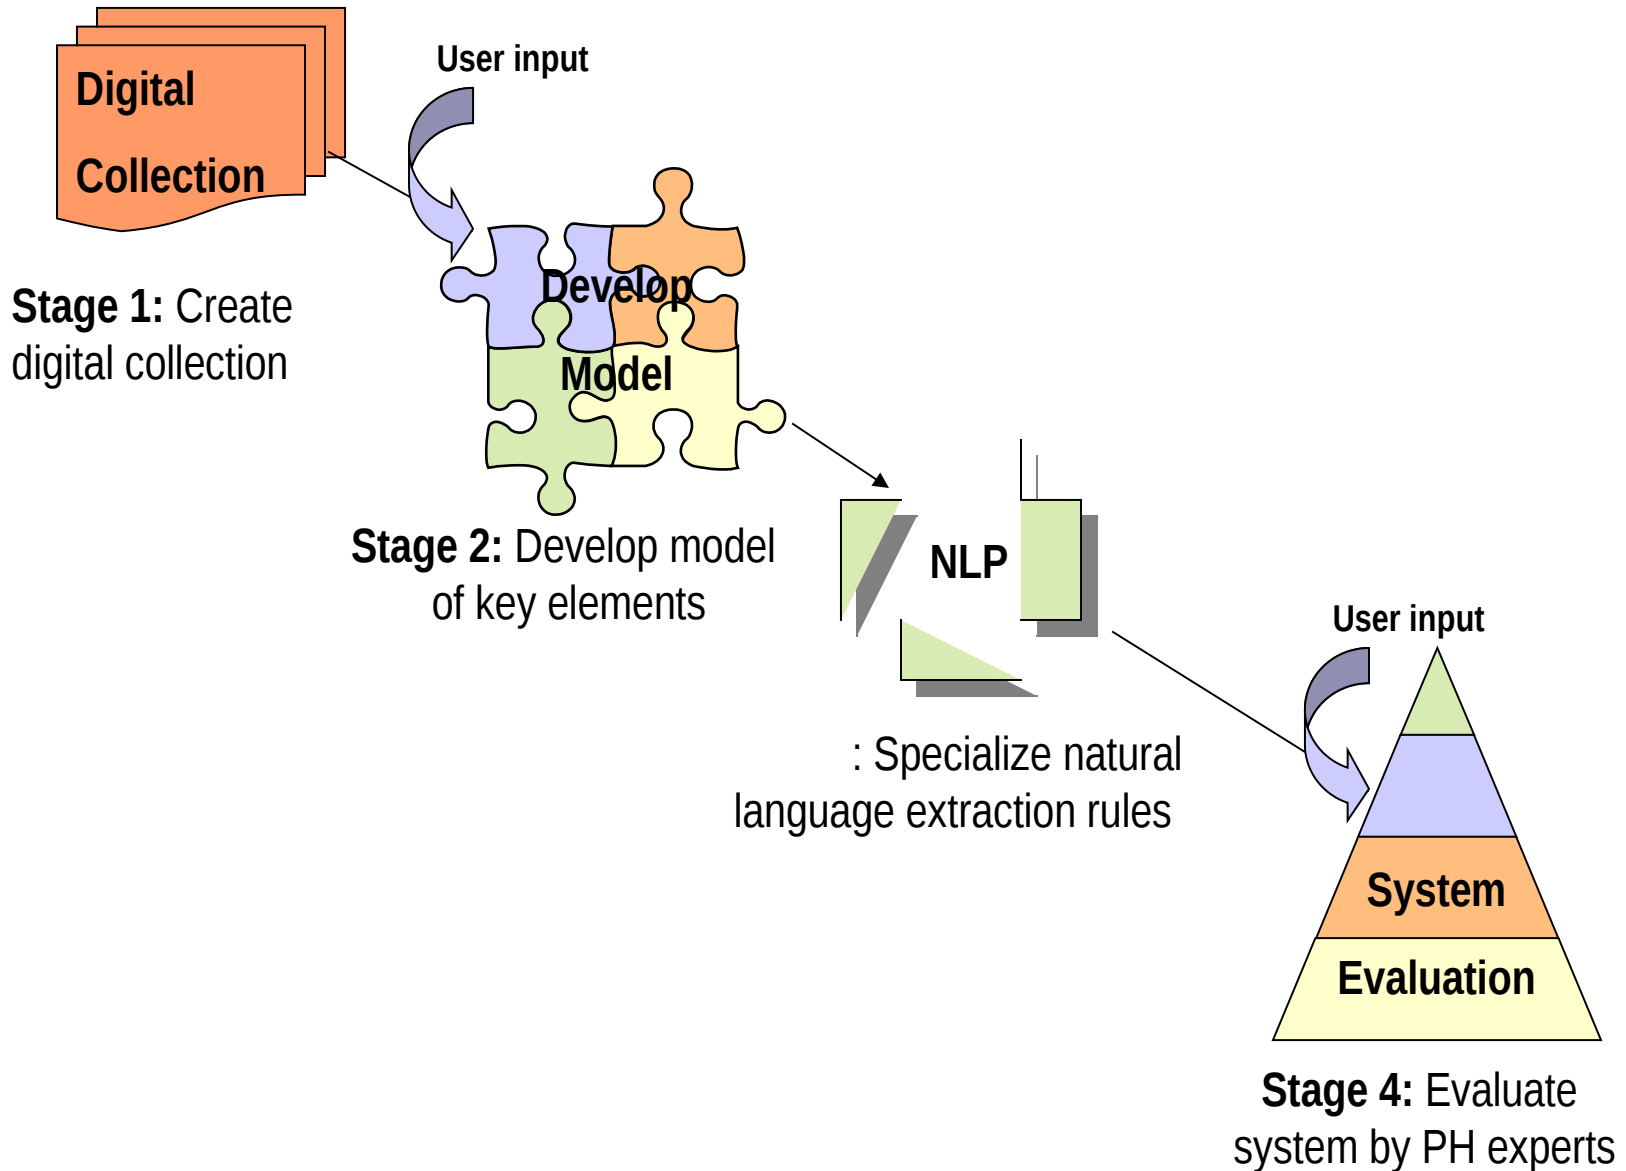 Digital
Collection
User input
Stage 1: Create
digital collection
Develop
Model
Stage 2: Develop model
of key elements
NLP
: Specialize natural
language extraction rules
User input
System
Evaluation
Stage 4: Evaluate
system by PH experts